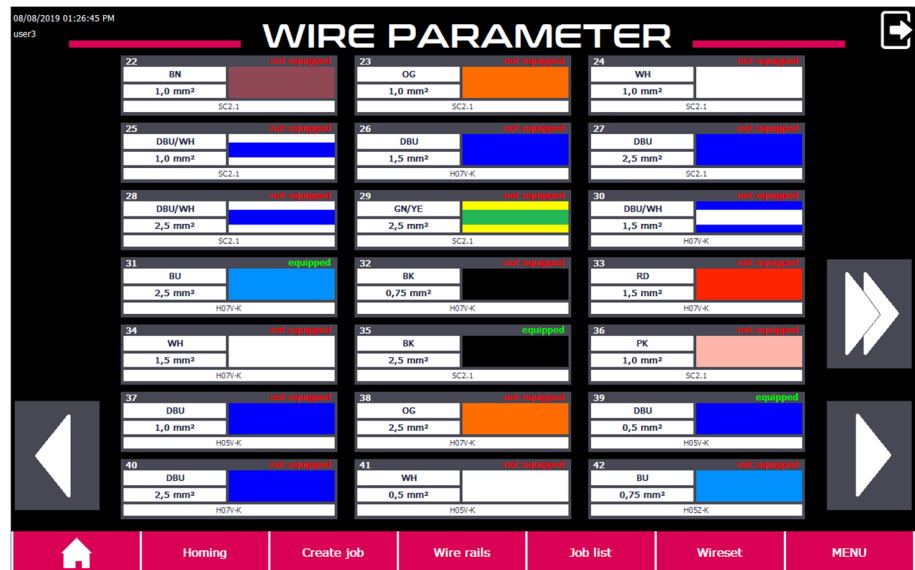 08/08/2019 01:26:45 PM
user3
WIRE PARAMETER
22 not equipped
BN
1,0 mm²
SC2.1
23 not equipped
OG
1,0 mm²
SC2.1
24 not equipped
WH
1,0 mm²
SC2.1
25 not equipped
DBU/WH
1,0 mm²
SC2.1
26 not equipped
DBU
1,5 mm²
H07V-K
27 not equipped
DBU
2,5 mm²
SC2.1
28 not equipped
DBU/WH
2,5 mm²
SC2.1
29 not equipped
GN/YE
2,5 mm²
SC2.1
30 not equipped
DBU/WH
1,5 mm²
H07V-K
31 equipped
BU
2,5 mm²
H07V-K
32 not equipped
BK
0,75 mm²
H07V-K
33 not equipped
RD
1,5 mm²
H07V-K
34 not equipped
WH
1,5 mm²
H07V-K
35 equipped
BK
2,5 mm²
SC2.1
36 not equipped
PK
1,0 mm²
SC2.1
37 not equipped
DBU
1,0 mm²
H05V-K
38 not equipped
OG
2,5 mm²
H07V-K
39 equipped
DBU
0,5 mm²
H05V-K
40 not equipped
DBU
2,5 mm²
H07V-K
41 not equipped
WH
0,5 mm²
H05V-K
42 not equipped
BU
0,75 mm²
H05Z-K
Homing
Create job
Wire rails
Job list
Wireset
MENU